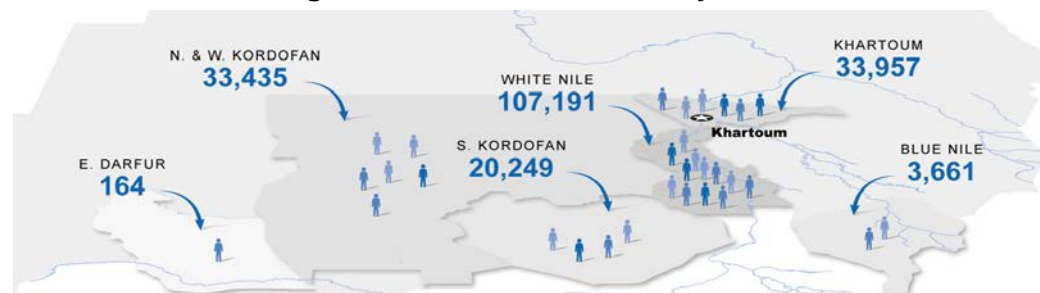 N. & W. KORDOFAN
33,435
KHARTOUM
33,957
WHITE NILE
107,191
Khartoum
S. KORDOFAN
20,249
BLUE NILE
3,661
E. DARFUR
164